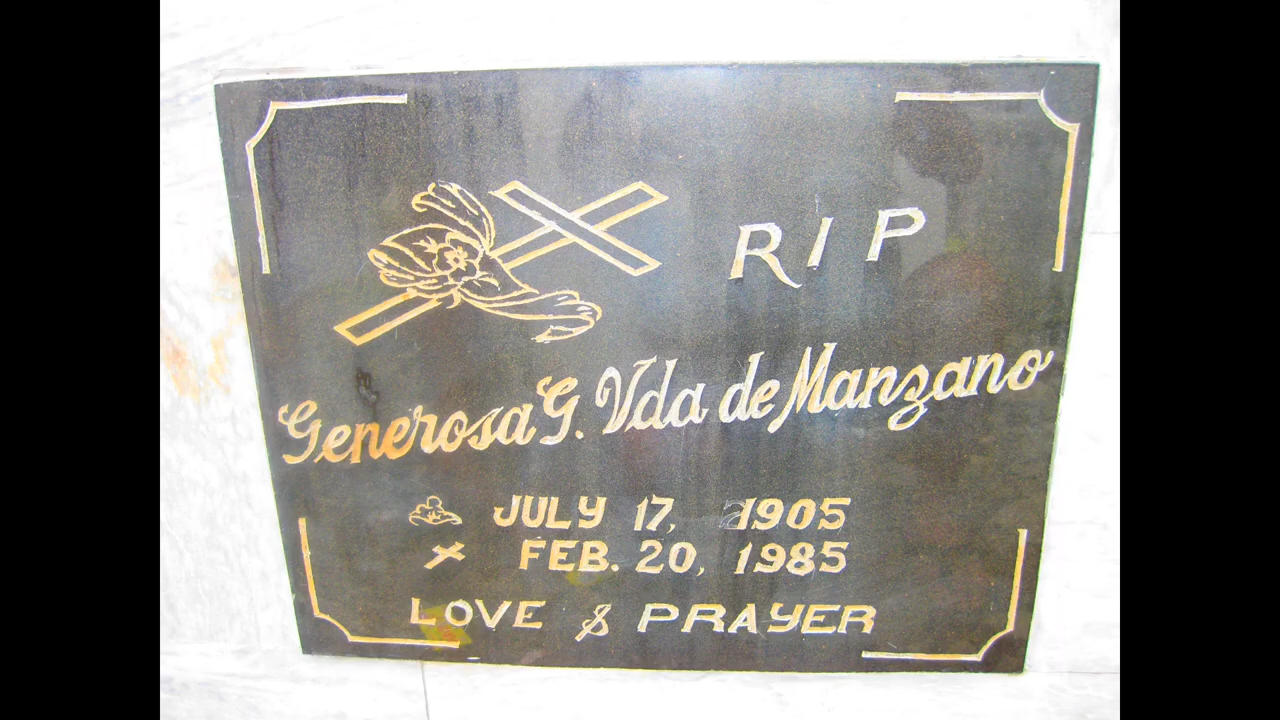 RIP
Generosa G. Vda de Manzano
JULY 17, 1905
FEB. 20, 1985
LOVE & PRAYER